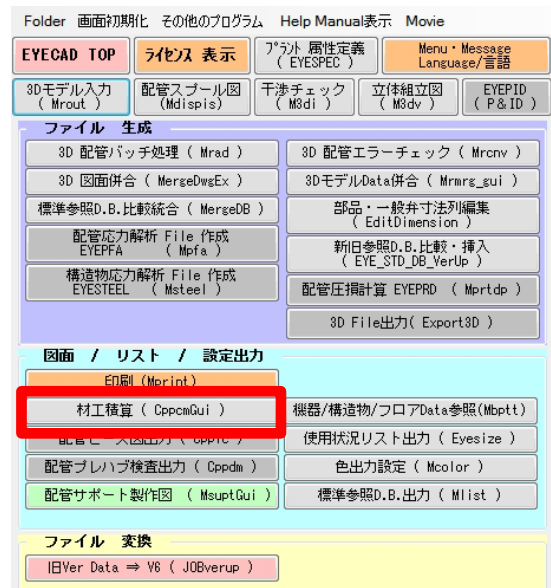 Folder 画面初期化 その他のプログラム Help Manual表示 Movie
EYECAD TOP
ライセンス 表示
プラント 属性定義
( EYESPEC )
Menu・Message
Language/言語
3Dモデル入力
( Mrout )
配管スプール図
(Mdispis)
干渉チェック
( M3di )
立体組立図
( M3dv )
EYEPID
( P&ID )
ファイル 生成
3D 配管バッチ処理 ( Mrad )
3D 配管エラーチェック ( Mrcnv )
3D 図面併合 ( MergeDwgEx )
3DモデルData併合 ( Mrmrg_gui )
標準参照D.B.比較統合 ( MergeDB )
部品・一般弁寸法列編集
( EditDimension )
配管応力解析 File 作成
EYEPFA ( Mpfa )
新旧参照D.B.比較・挿入
( EYE_STD_DB_VerUp )
構造物応力解析 File 作成
EYESTEEL ( Msteel )
配管圧損計算 EYEPRD ( Mprtdp )
3D File出力( Export3D )
図面 / リスト / 設定出力
印刷 (Mprint)
材工積算 ( CppcmGui )
機器/構造物/フロアData参照(Mbptt)
使用状況リスト出力 ( Eyesize )
配管プレハブ検査出力 ( Cppdm )
色出力設定 ( Mcolor )
配管サポート製作図 ( MsuptGui )
標準参照D.B.出力 ( Mlist )
ファイル 変換
旧Ver Data ⇒ V6 ( JOBverup )